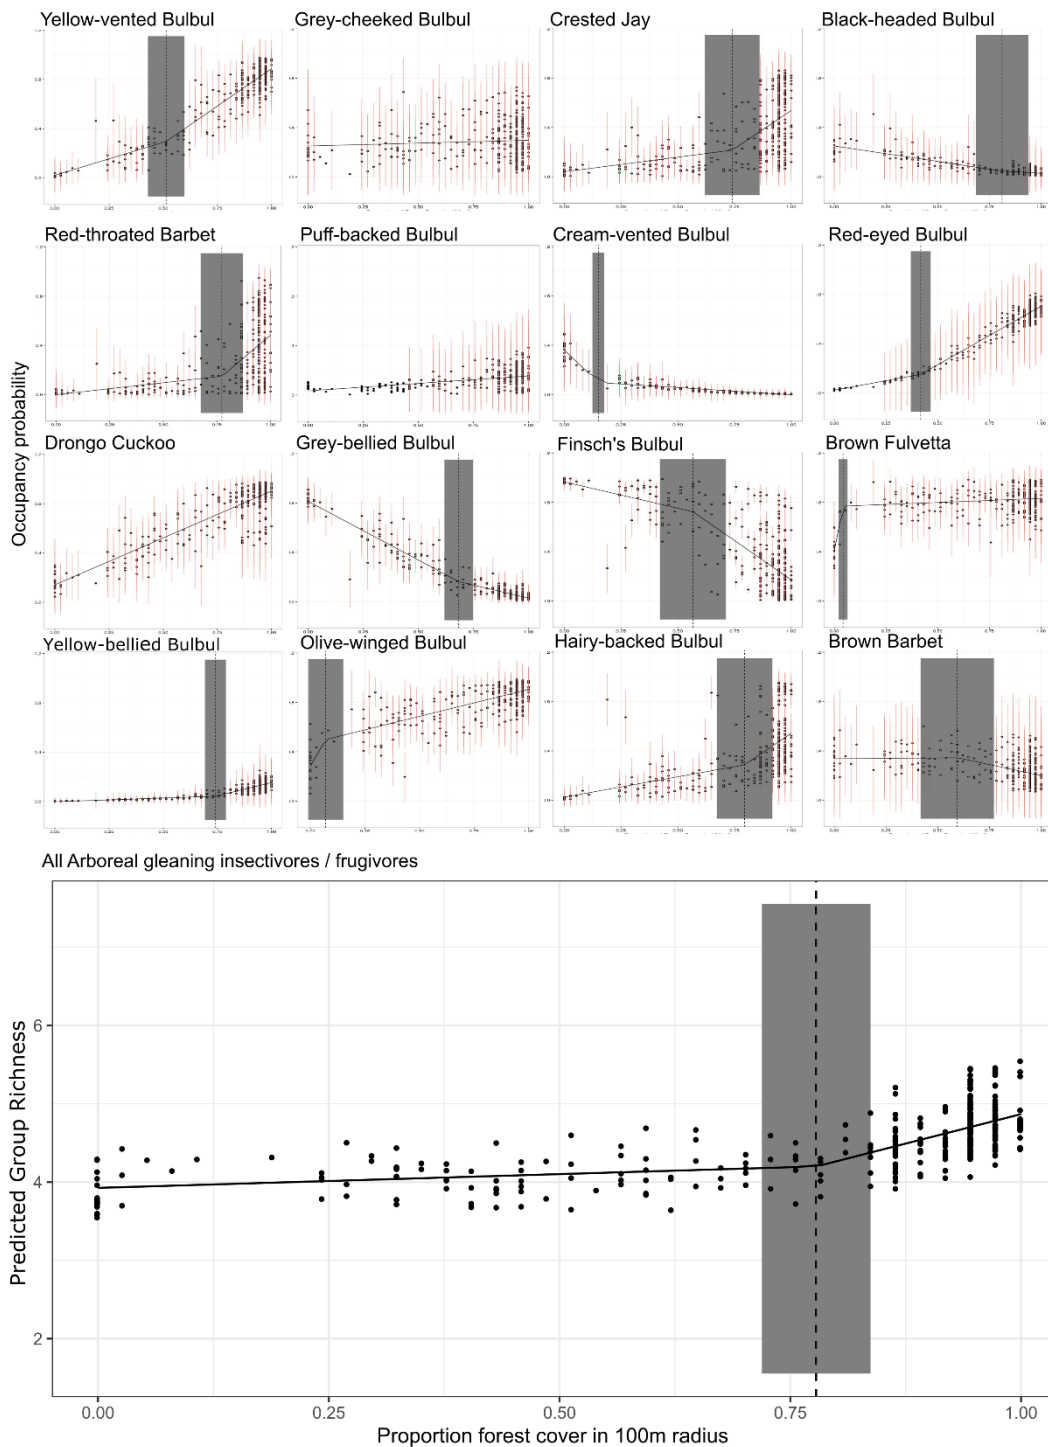 Yellow-vented Bulbul
Grey-cheeked Bulbul
Crested Jay
Black-headed Bulbul
Red-throated Barbet
Puff-backed Bulbul
Cream-vented Bulbul
Red-eyed Bulbul
Occupancy probability
Drongo Cuckoo
Grey-bellied Bulbul
Finsch's Bulbul
Brown Fulvetta
Yellow-bellied Bulbul
Olive-winged Bulbul
Hairy-backed Bulbul
Brown Barbet
All Arboreal gleaning insectivores / frugivores
Predicted Group Richness
6
4
2
0.00 0.25 0.50 0.75 1.00
Proportion forest cover in 100m radius